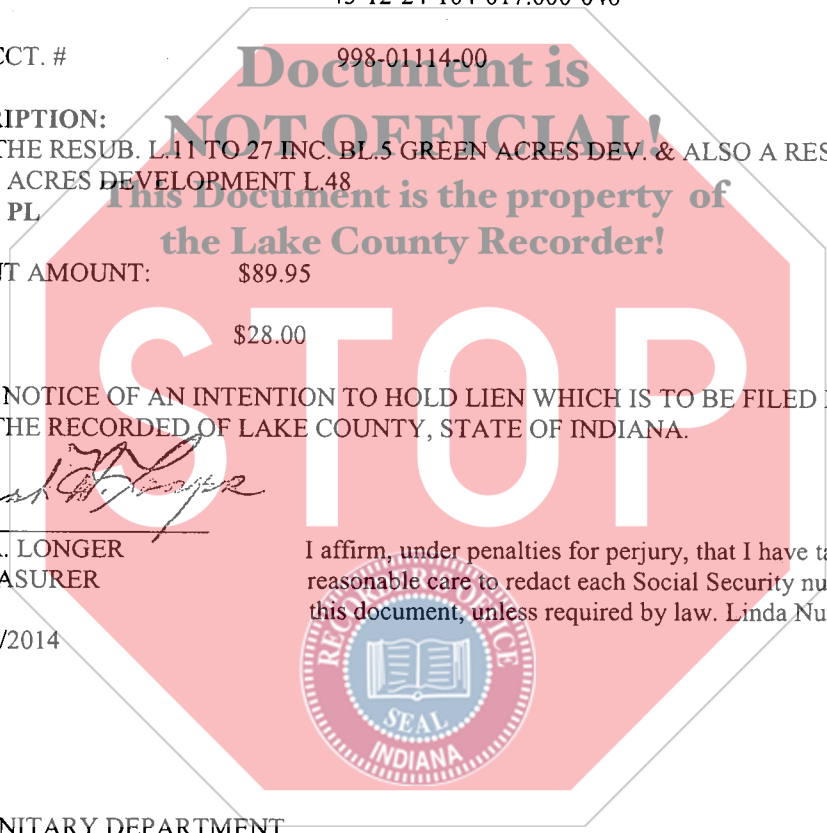 CCT. # 998-01114-00
Document is
RIPTION:
NOT OFFICIAL!
THE RESUB. L.11 TO 27 INC. BL.5 GREEN ACRES DEV. & ALSO A RES
ACRES DEVELOPMENT L.48
This Document is the property of
PL
the Lake County Recorder!
NT AMOUNT: $89.95
$28.00
STOP
NOTICE OF AN INTENTION TO HOLD LIEN WHICH IS TO BE FILED
THE RECORDED OF LAKE COUNTY, STATE OF INDIANA.
. LONGER
ASURER
/2014
I affirm, under penalties for perjury, that I have ta
reasonable care to redact each Social Security nu
this document, unless required by law. Linda Nu
RECORDER'S OFFICE
SEAL
INDIANA
NITARY DEPARTMENT